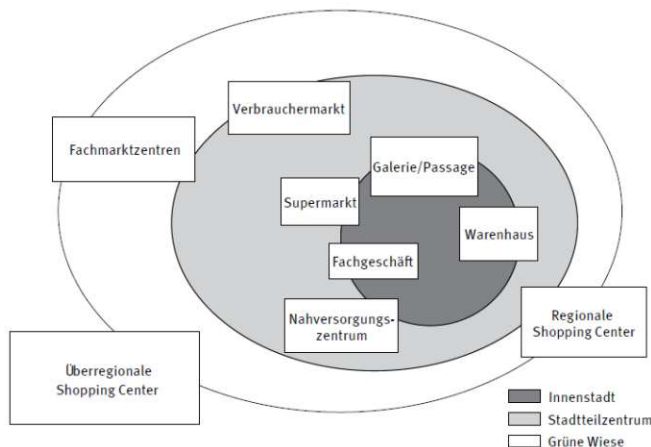 Verbrauchermarkt
Fachmarktzentren
Galerie/Passage
Supermarkt
Warenhaus
Fachgeschäft
Nahversorgungs-
zentrum
Regionale
Shopping Center
Überregionale
Shopping Center
Innenstadt
Stadtteilzentrum
Grüne Wiese